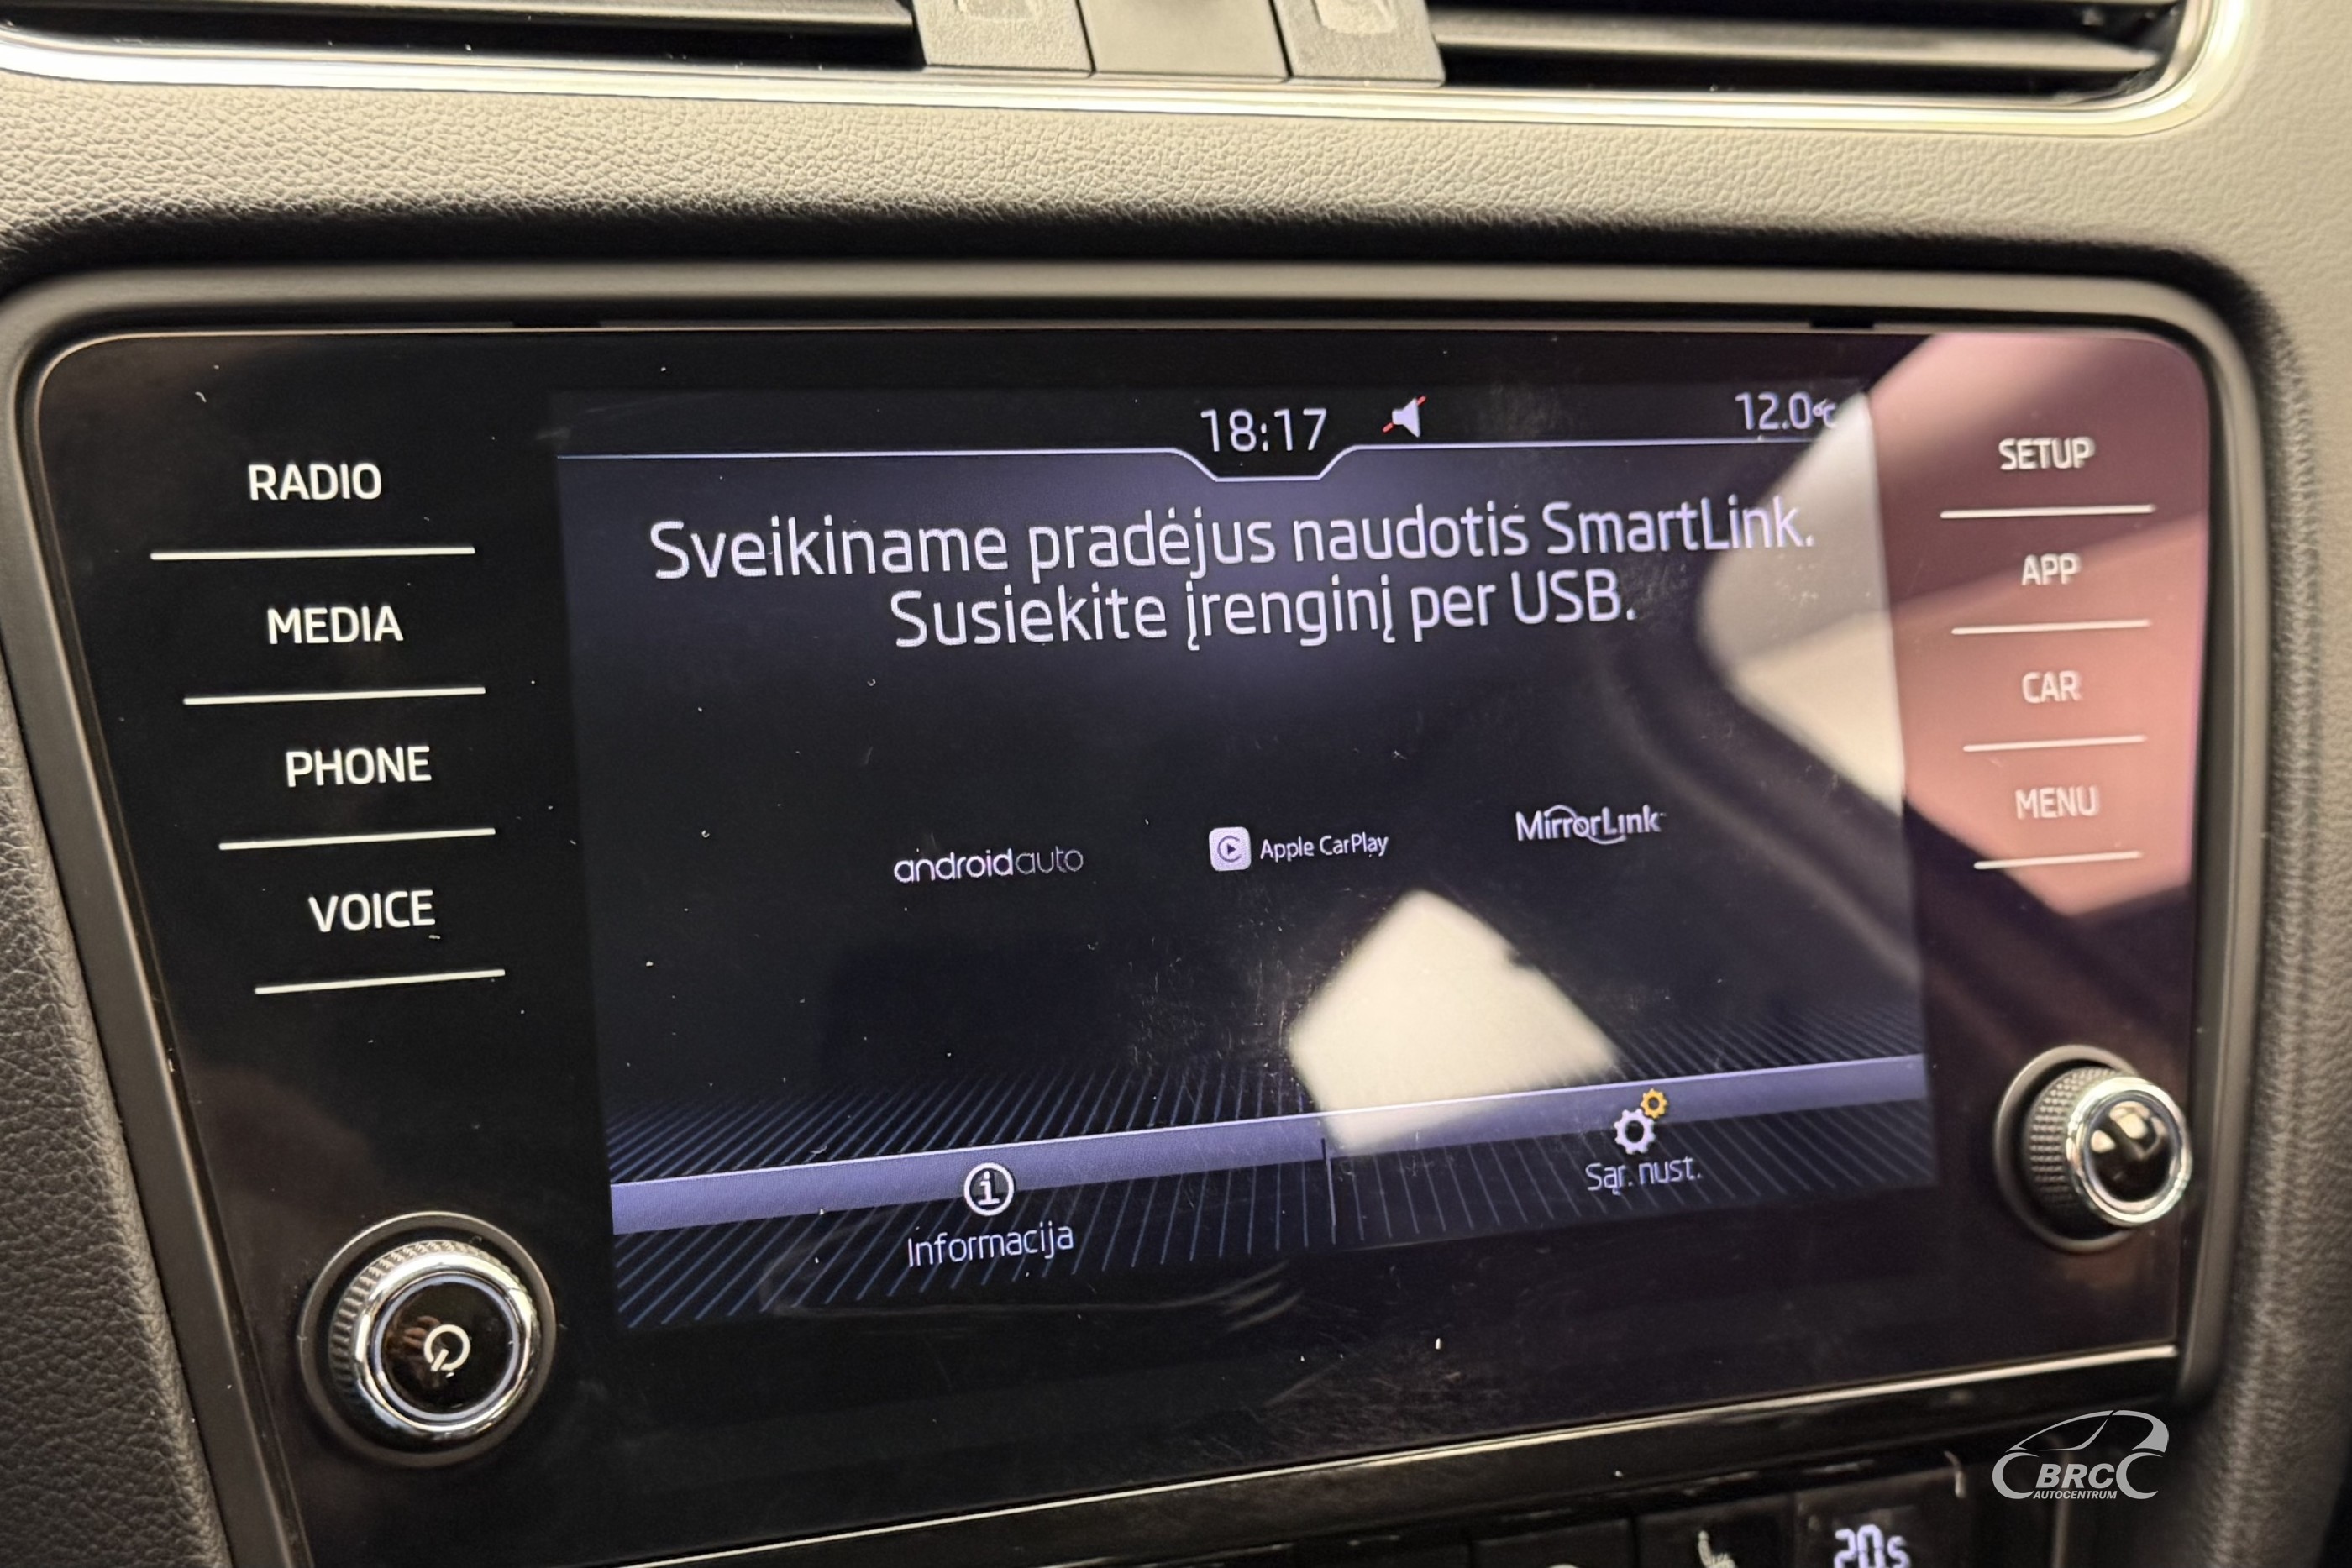 18:17
12.0°C
RADIO
MEDIA
PHONE
VOICE
Sveikiname pradėjus naudotis SmartLink.
Susiekite įrenginį per USB.
androidauto
Apple CarPlay
MirrorLink
Informacija
Sąr. nust.
SETUP
APP
CAR
MENU
BRC
AUTOCENTRUM